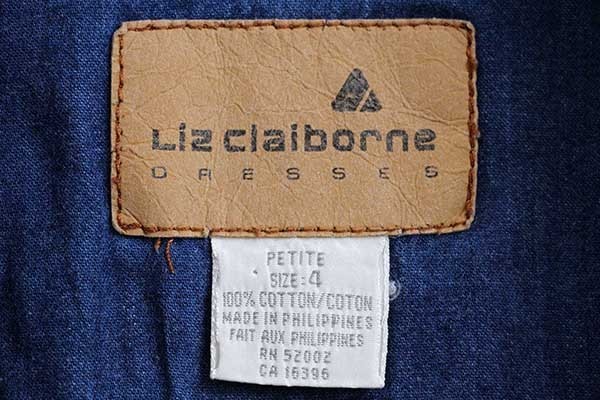 Liz claiborne
DRESSES
PETITE
SIZE: 4
100% COTTON/COTON
MADE IN PHILIPPINES
FAIT AUX PHILIPPINES
RN 52002
CA 16396